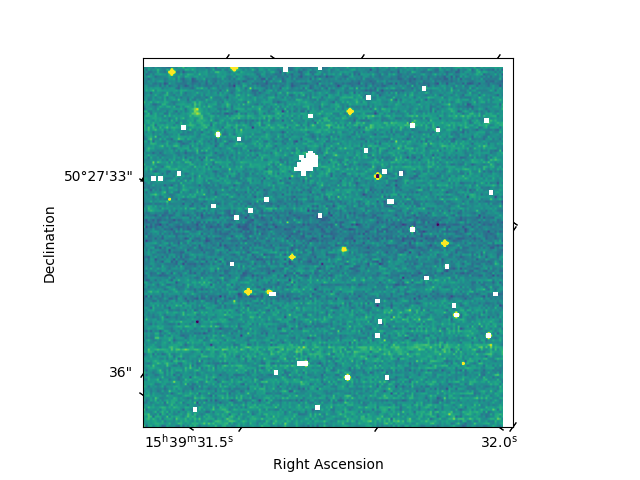 50°27'33"
Declination
36"
15ʰ39ᵐ31.5ˢ
32.0ˢ
Right Ascension